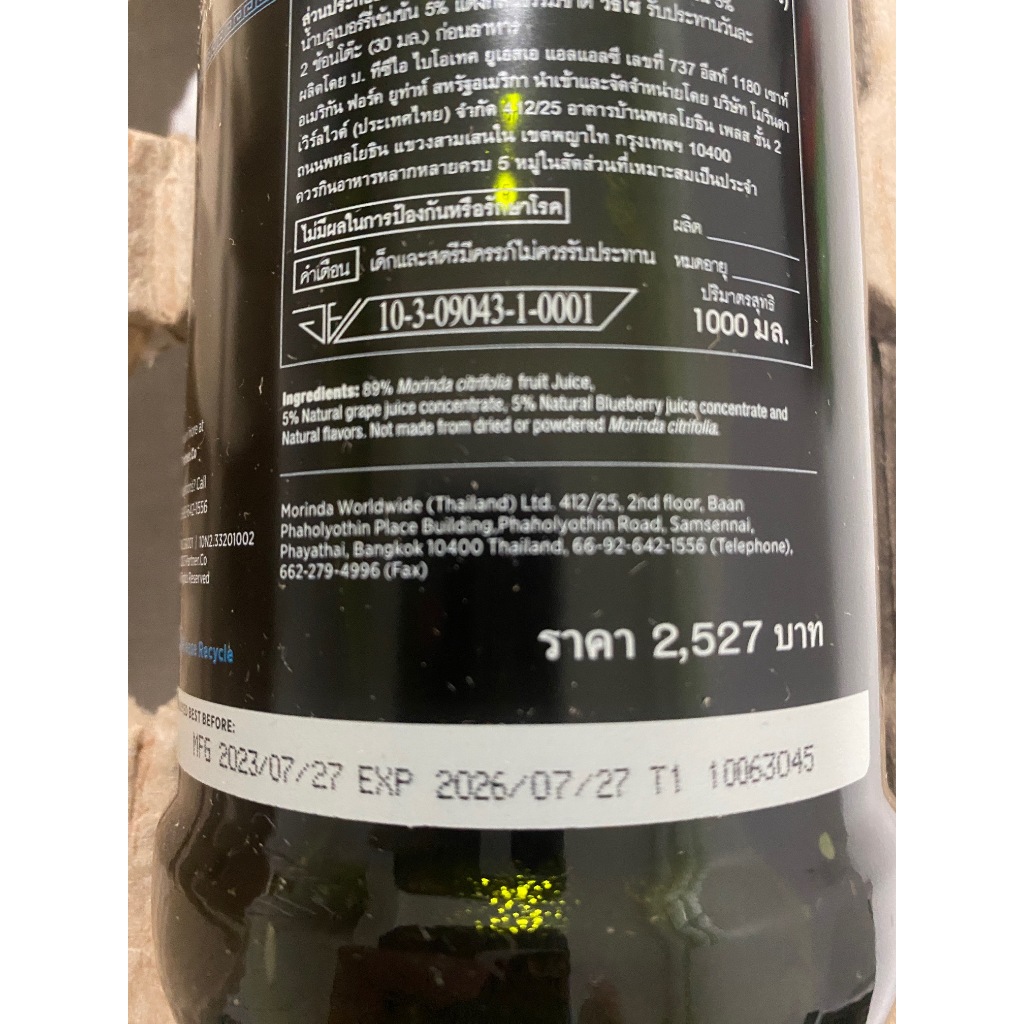 ส่วนประกอบ
น้ำบลูเบอร์รี่เข้มข้น 5% แต่งกลิ่นธรรมชาติ วิธีใช้ รับประทานวันละ
2 ช้อนโต๊ะ (30 มล.) ก่อนอาหาร
ผลิตโดย บ. ทีซีไอ ไบโอเทค ยูเอสเอ แอลแอลซี เลขที่ 737 อีสท์ 1180 เซาท์
อเมริกัน ฟอร์ค ยูท่าห์ สหรัฐอเมริกา นำเข้าและจัดจำหน่ายโดย บริษัท โมรินดา
เวิร์ลไวด์ (ประเทศไทย) จำกัด 412/25 อาคารบ้านพหลโยธิน เพลส ชั้น 2
ถนนพหลโยธิน แขวงสามเสนใน เขตพญาไท กรุงเทพฯ 10400
ควรกินอาหารหลากหลายครบ 5 หมู่ในสัดส่วนที่เหมาะสมเป็นประจำ
ไม่มีผลในการป้องกันหรือรักษาโรค
ผลิต
คำเตือน เด็กและสตรีมีครรภ์ไม่ควรรับประทาน
หมดอายุ
10-3-09043-1-0001
ปริมาตรสุทธิ
1000 มล.
Ingredients: 89% Morinda citrifolia fruit Juice,
5% Natural grape juice concentrate, 5% Natural Blueberry juice concentrate and
Natural flavors. Not made from dried or powdered Morinda citrifolia.
Morinda Worldwide (Thailand) Ltd. 412/25, 2nd floor, Baan
Phaholyothin Place Building,Phaholyothin Road, Samsennai,
Phayathai, Bangkok 10400 Thailand, 66-92-642-1556 (Telephone),
662-279-4996 (Fax)
10N2.33201002
Recycle
ราคา 2,527 บาท
BEST BEFORE:
MFG 2023/07/27 EXP 2026/07/27 T1 10063045